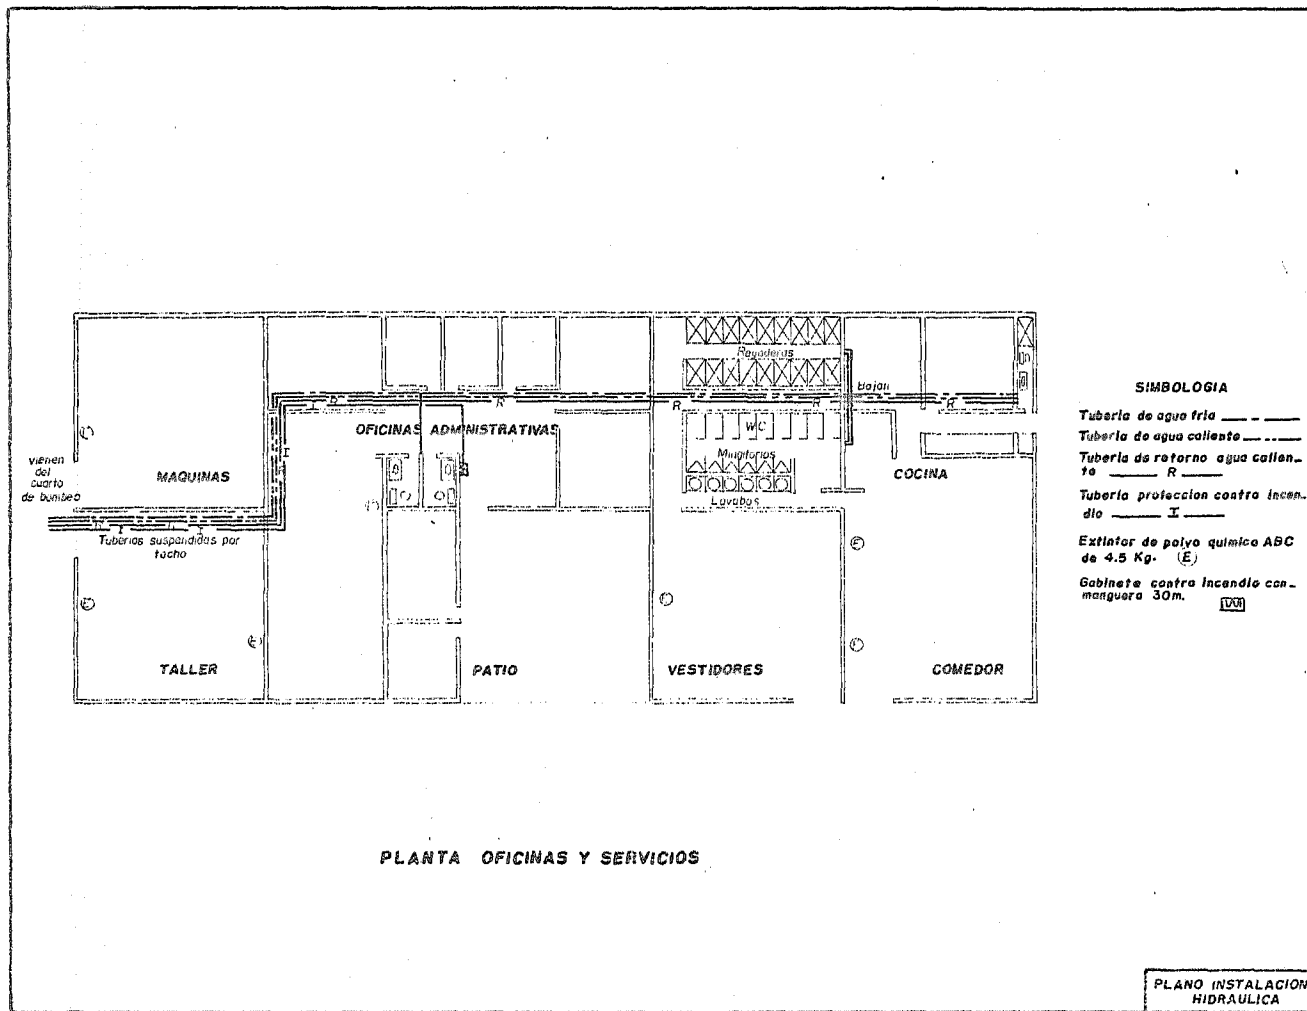 Regaderas
Bajan
R
R
R
R
R
I
I
OFICINAS ADMINISTRATIVAS
WC
Mingitorios
Lavabos
MAQUINAS
COCINA
vienen
del
cuarto
de bombeo
I
I
Tuberias suspendidas por
techo
E
E
E
TALLER
PATIO
VESTIDORES
COMEDOR
SIMBOLOGIA
Tuberia de agua fria
Tuberia de agua caliente
Tuberia de retorno agua calien-
te R
Tuberia proteccion contra incen-
dio I
Extintor de polvo quimico ABC
de 4.5 Kg. E
Gabinete contra incendio con-
manguera 30m.
PLANTA OFICINAS Y SERVICIOS
PLANO INSTALACION
HIDRAULICA